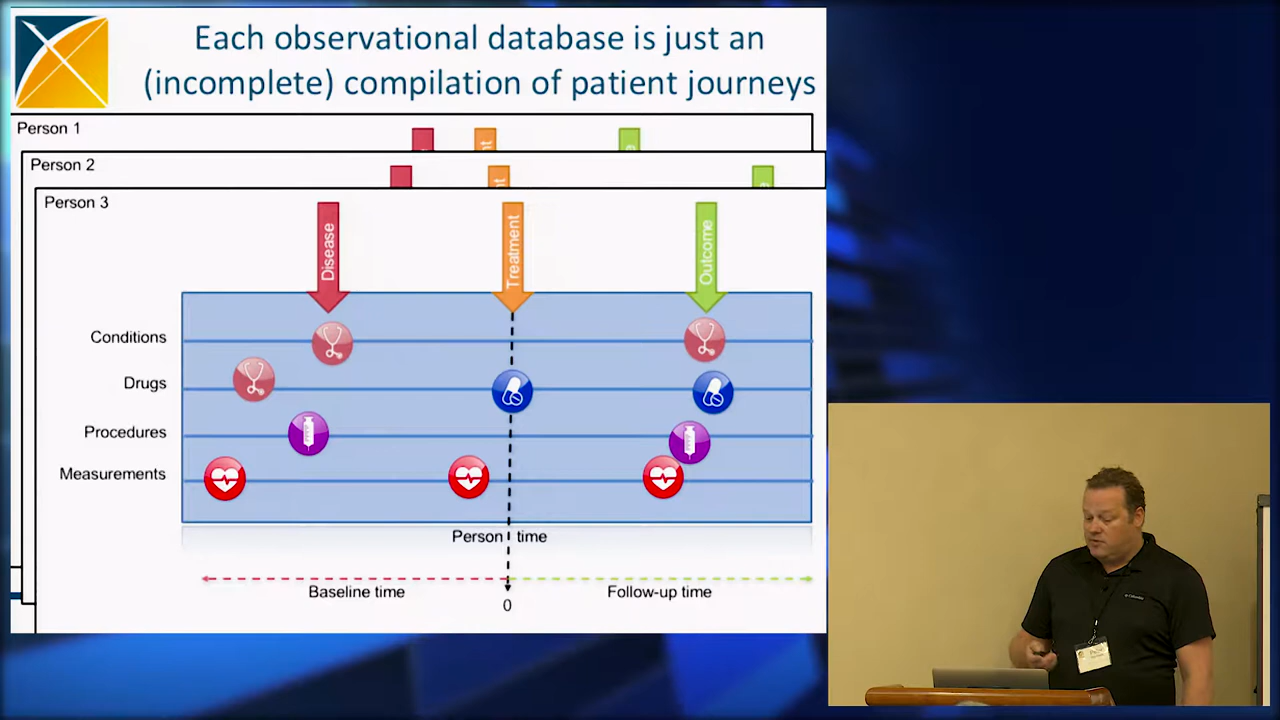 Each observational database is just an
(incomplete) compilation of patient journeys
Person 1
Person 2
Person 3
Disease
Treatment
Outcome
Conditions
Drugs
Procedures
Measurements
Person time
Baseline time
Follow-up time
0